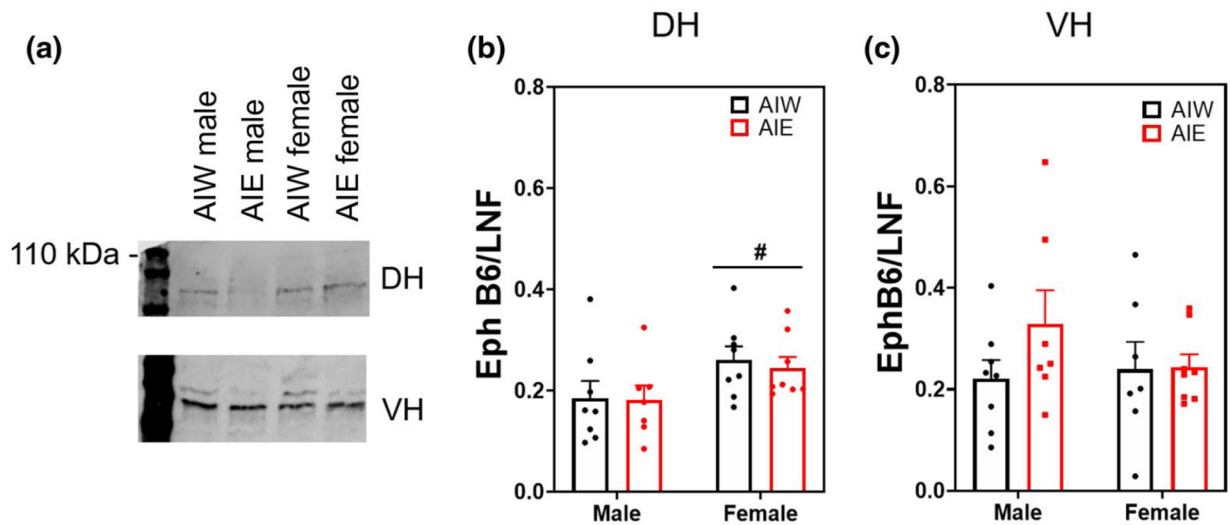 (a)
AIW male
AIE male
AIW female
AIE female
110 kDa -
DH
VH
(b)
DH
Eph B6/LNF
0.8
0.6
0.4
0.2
0.0
AIW
AIE
#
Male
Female
(c)
VH
EphB6/LNF
0.8
0.6
0.4
0.2
0.0
AIW
AIE
Male
Female